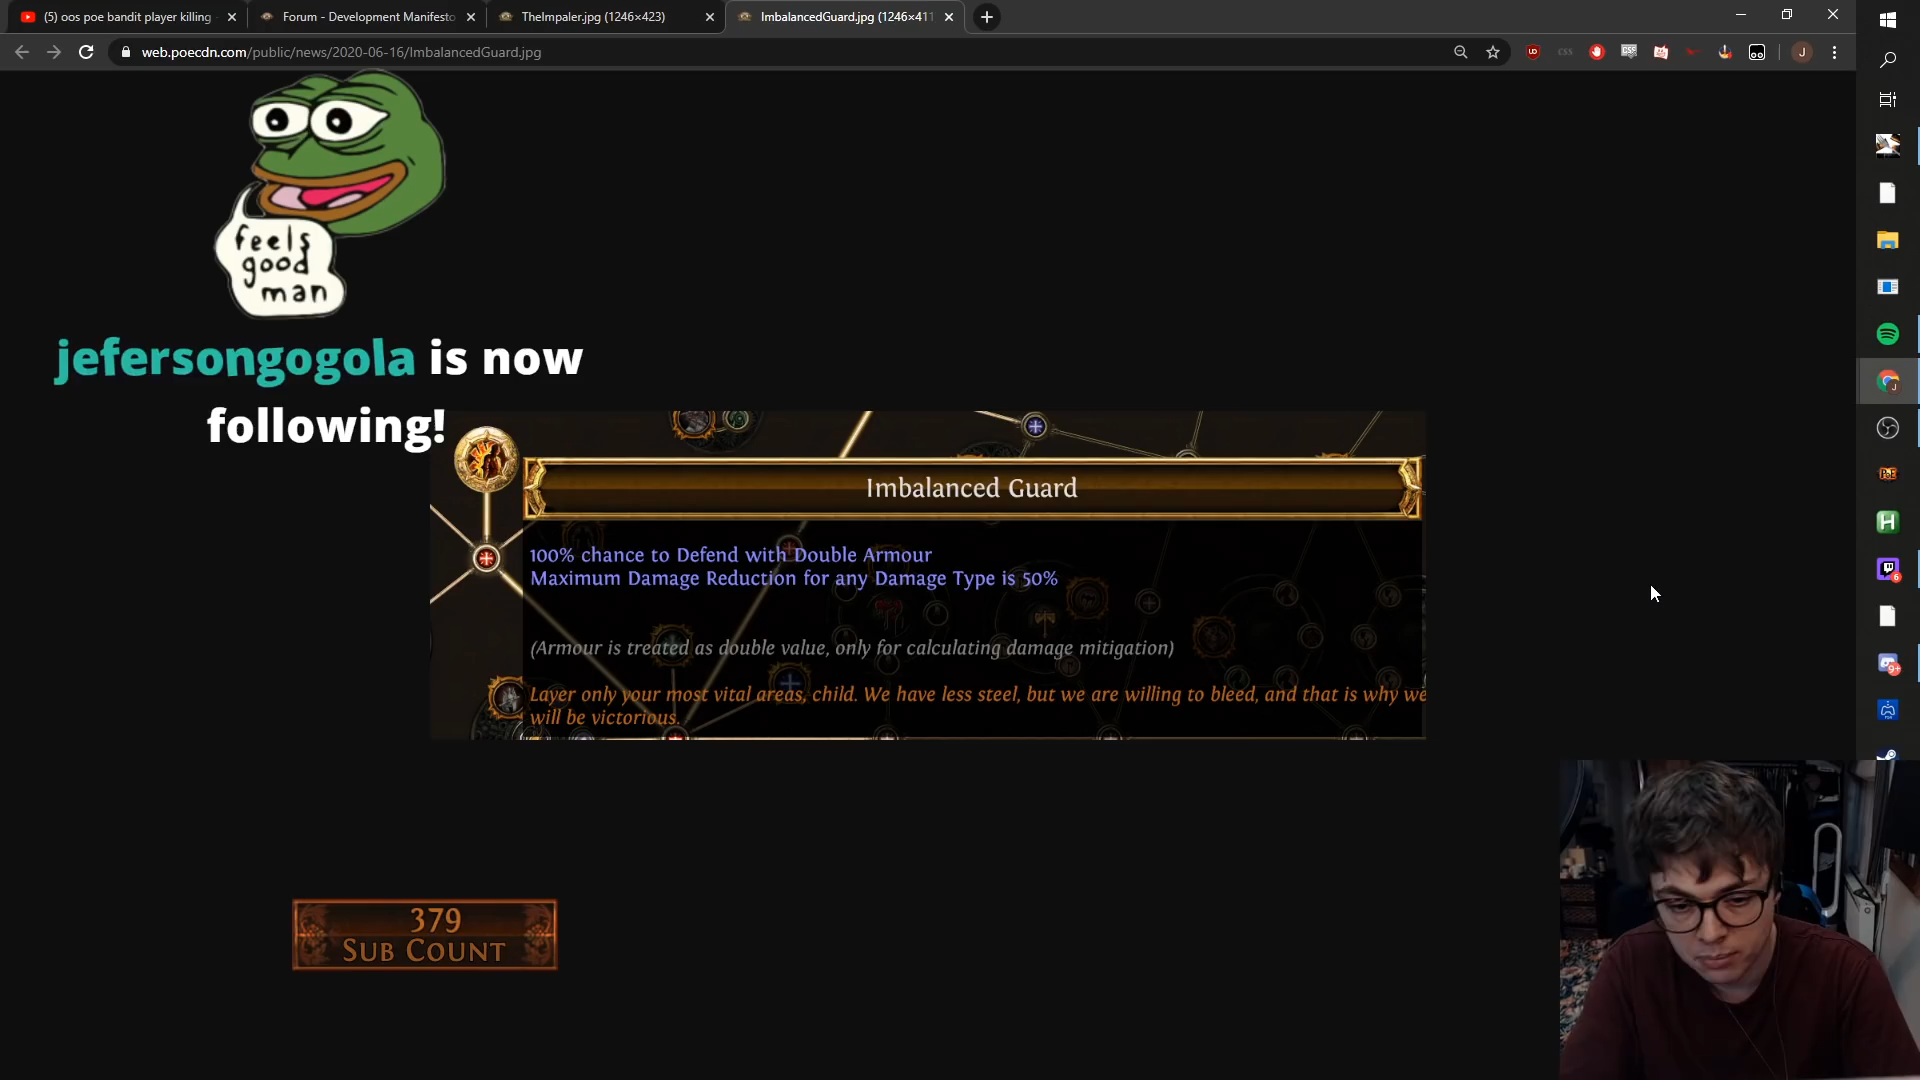 (5) oos poe bandit player killing
Forum - Development Manifesto
TheImpaler.jpg (1246×423)
ImbalancedGuard.jpg (1246×411
web.poecdn.com/public/news/2020-06-16/ImbalancedGuard.jpg
feels
good
man
jefersongogola is now
following!
Imbalanced Guard
100% chance to Defend with Double Armour
Maximum Damage Reduction for any Damage Type is 50%
(Armour is treated as double value, only for calculating damage mitigation)
Layer only your most vital areas, child. We have less steel, but we are willing to bleed, and that is why we
will be victorious.
379
Sub Count